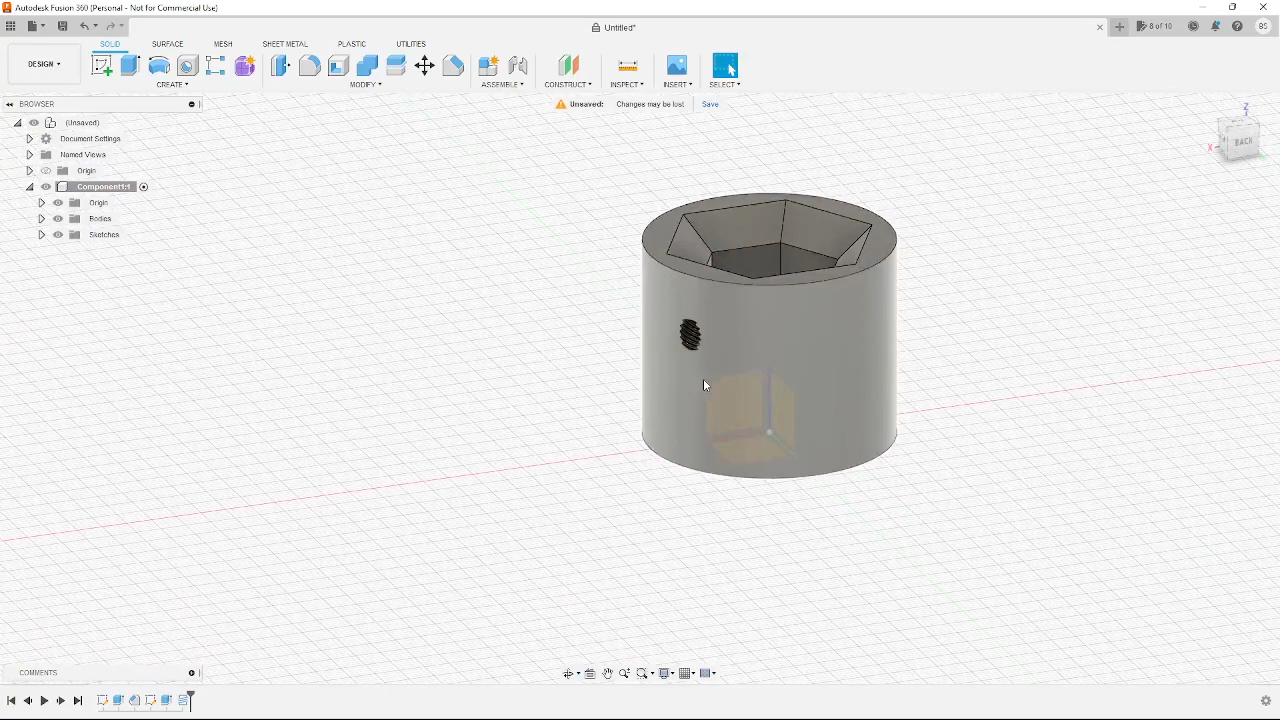 Autodesk Fusion 360 (Personal - Not for Commercial Use)
Untitled*
8 of 10
BS
SOLID
SURFACE
MESH
SHEET METAL
PLASTIC
UTILITIES
DESIGN
CREATE
MODIFY
ASSEMBLE
CONSTRUCT
INSPECT
INSERT
SELECT
BROWSER
Unsaved:
Changes may be lost
Save
(Unsaved)
Document Settings
Named Views
Origin
Component1:1
Origin
Bodies
Sketches
Z
X
BACK
COMMENTS